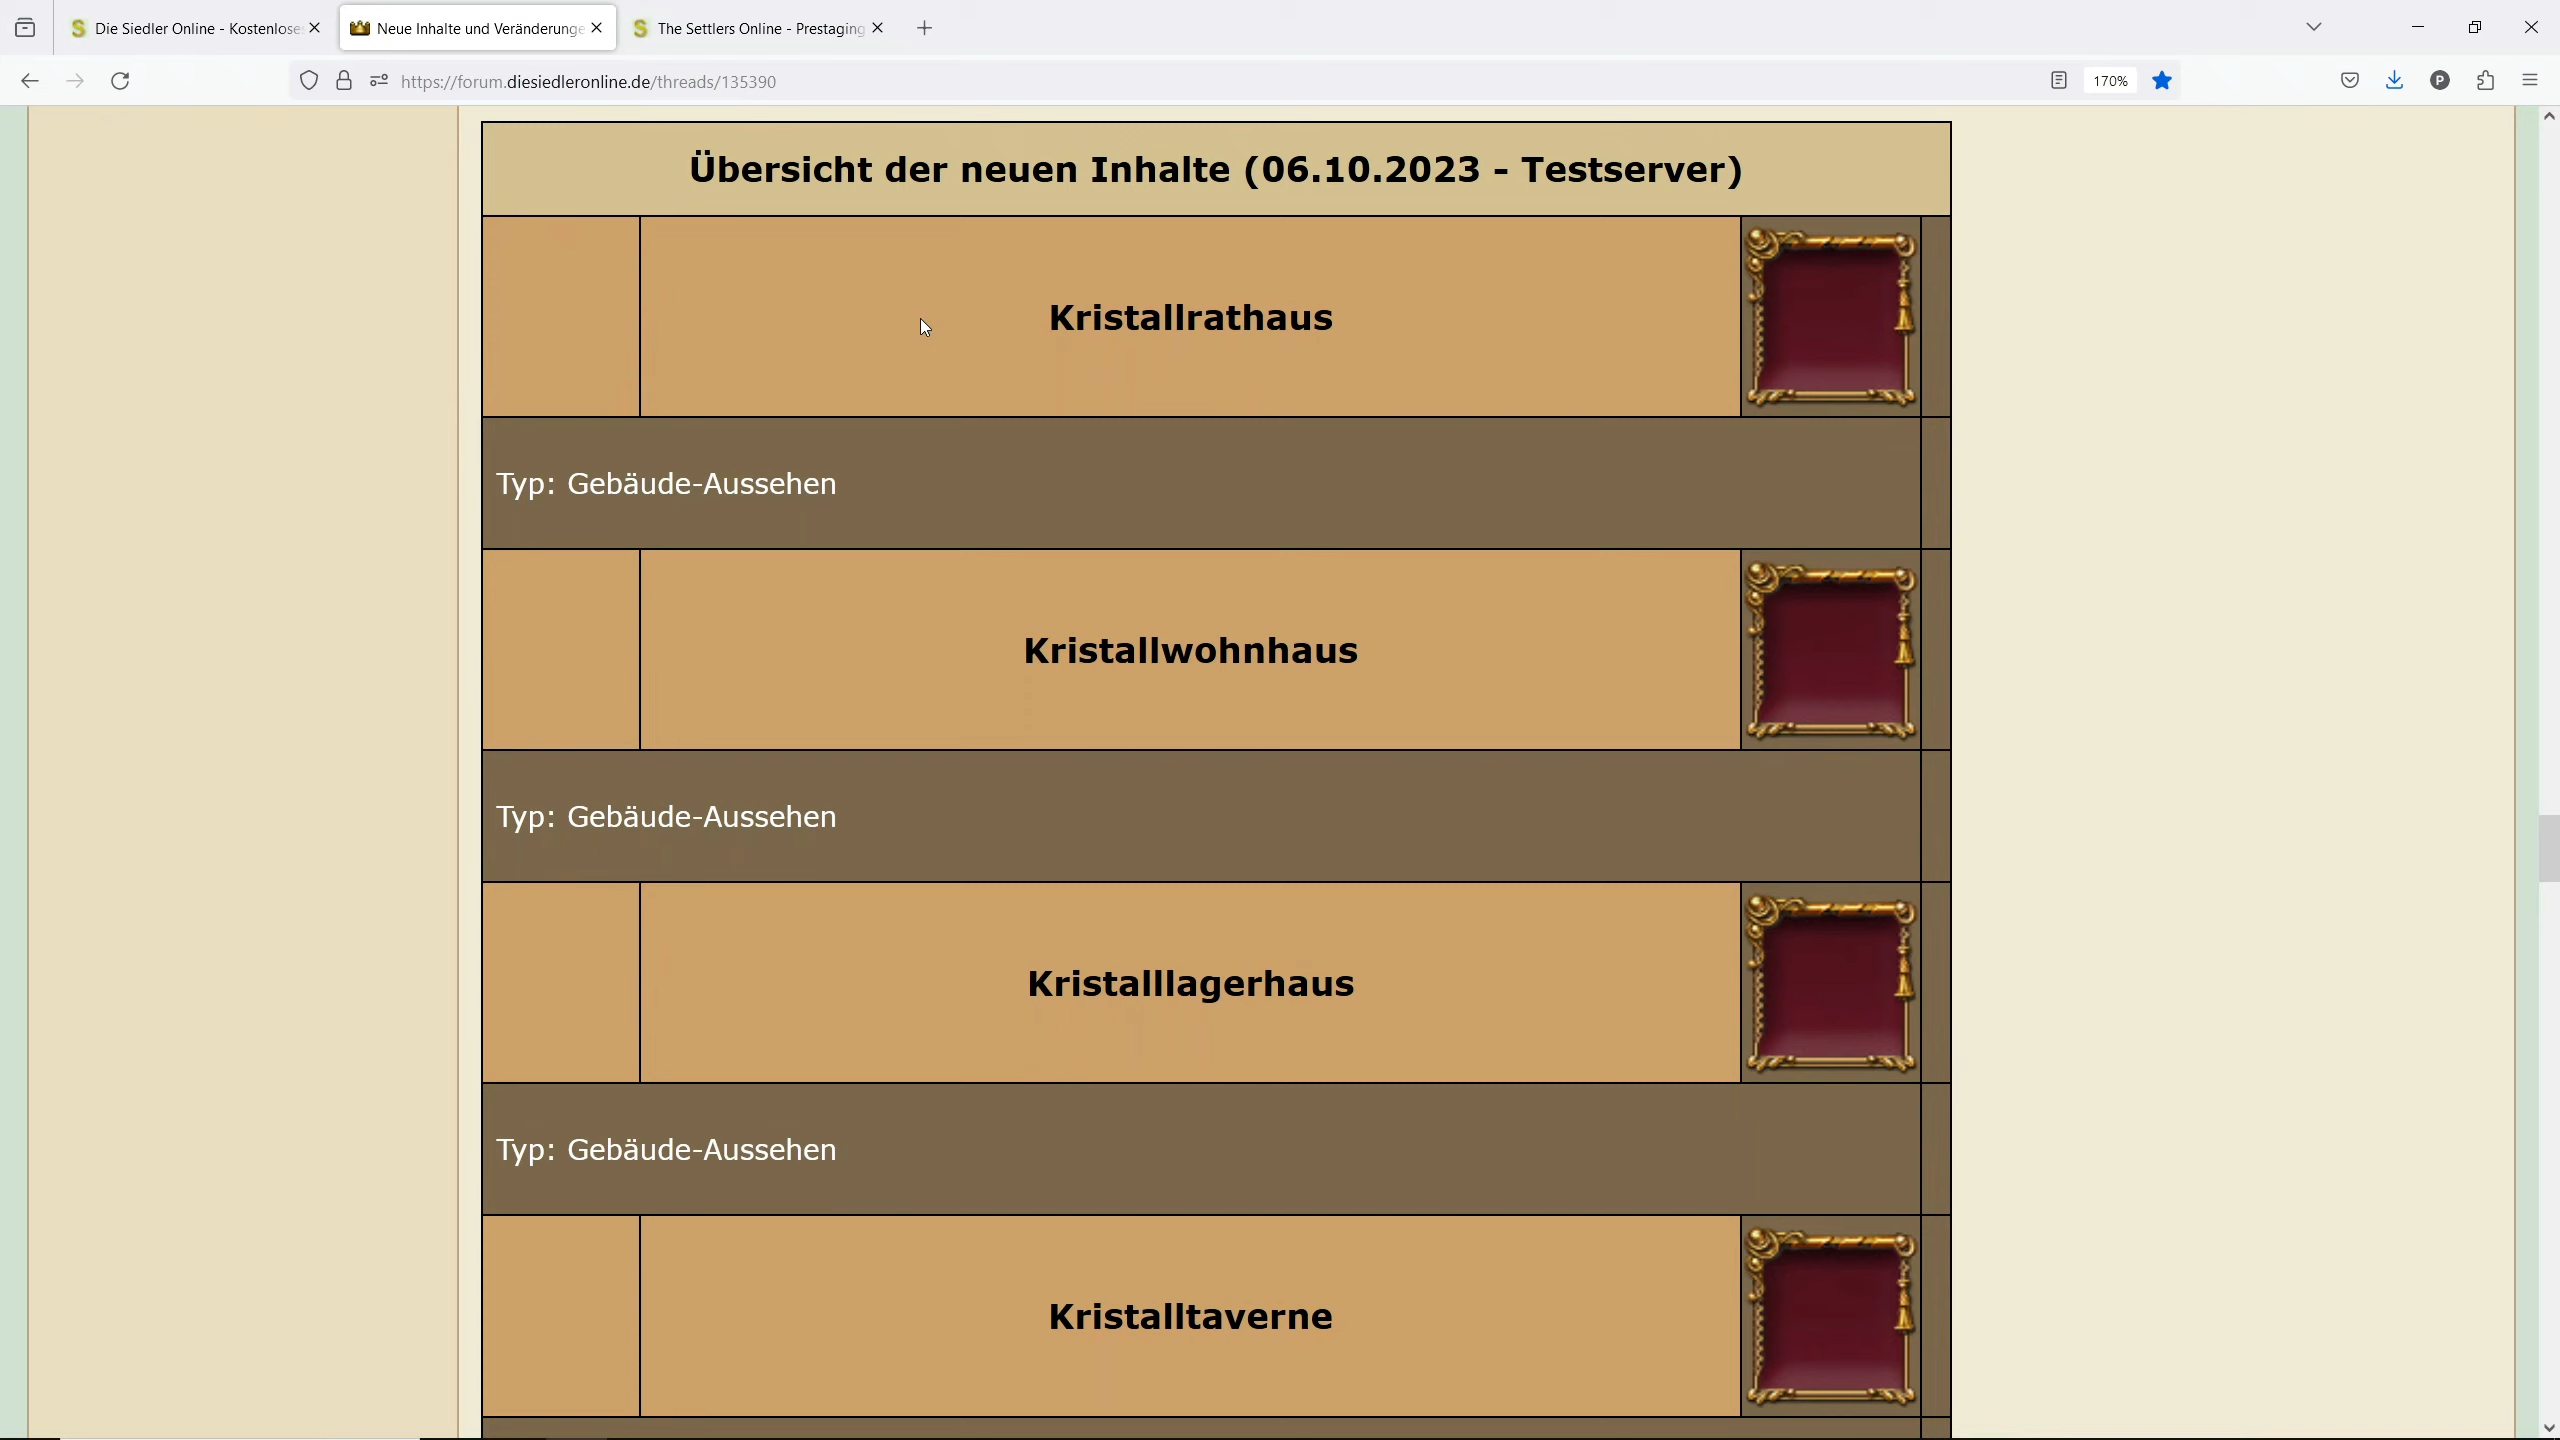 Die Siedler Online - Kostenlose
Neue Inhalte und Veränderunge
The Settlers Online - Prestaging
https://forum.diesiedleronline.de/threads/135390
170%
P
Übersicht der neuen Inhalte (06.10.2023 - Testserver)
Kristallrathaus
Typ: Gebäude-Aussehen
Kristallwohnhaus
Typ: Gebäude-Aussehen
Kristalllagerhaus
Typ: Gebäude-Aussehen
Kristalltaverne